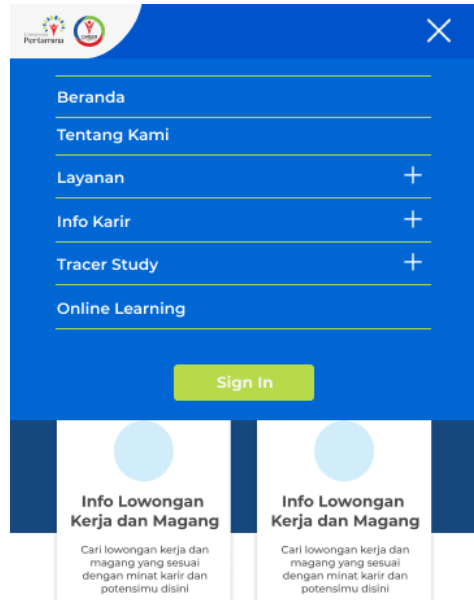 Universitas
Pertamina
Beranda
Tentang Kami
Layanan
Info Karir
Tracer Study
Online Learning
Sign In
Info Lowongan
Kerja dan Magang
Cari lowongan kerja dan
magang yang sesuai
dengan minat karir dan
potensimu disini
Info Lowongan
Kerja dan Magang
Cari lowongan kerja dan
magang yang sesuai
dengan minat karir dan
potensimu disini